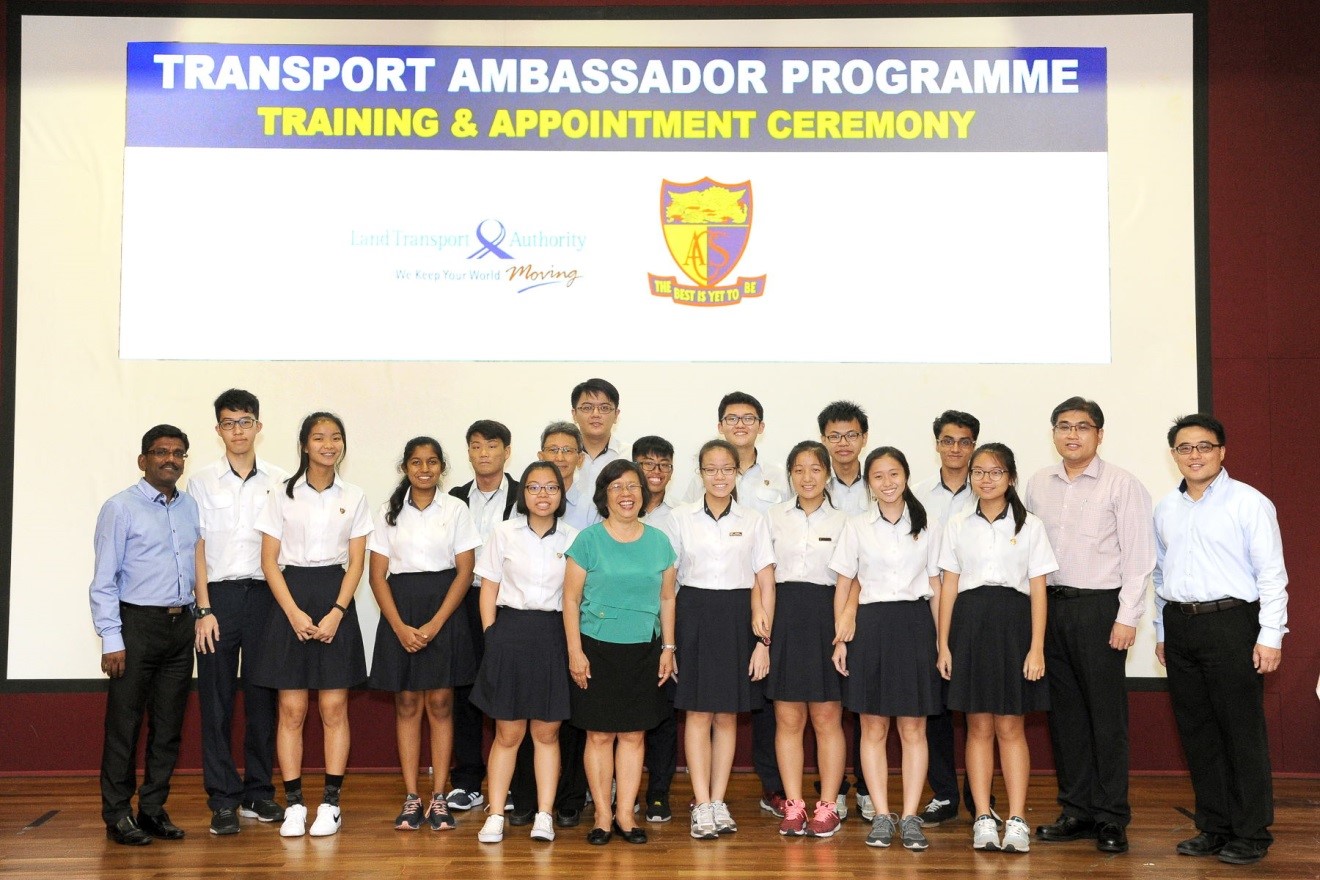 TRANSPORT AMBASSADOR PROGRAMME
TRAINING & APPOINTMENT CEREMONY
Land Transport Authority
We Keep Your World Moving
ACS
THE BEST IS YET TO BE